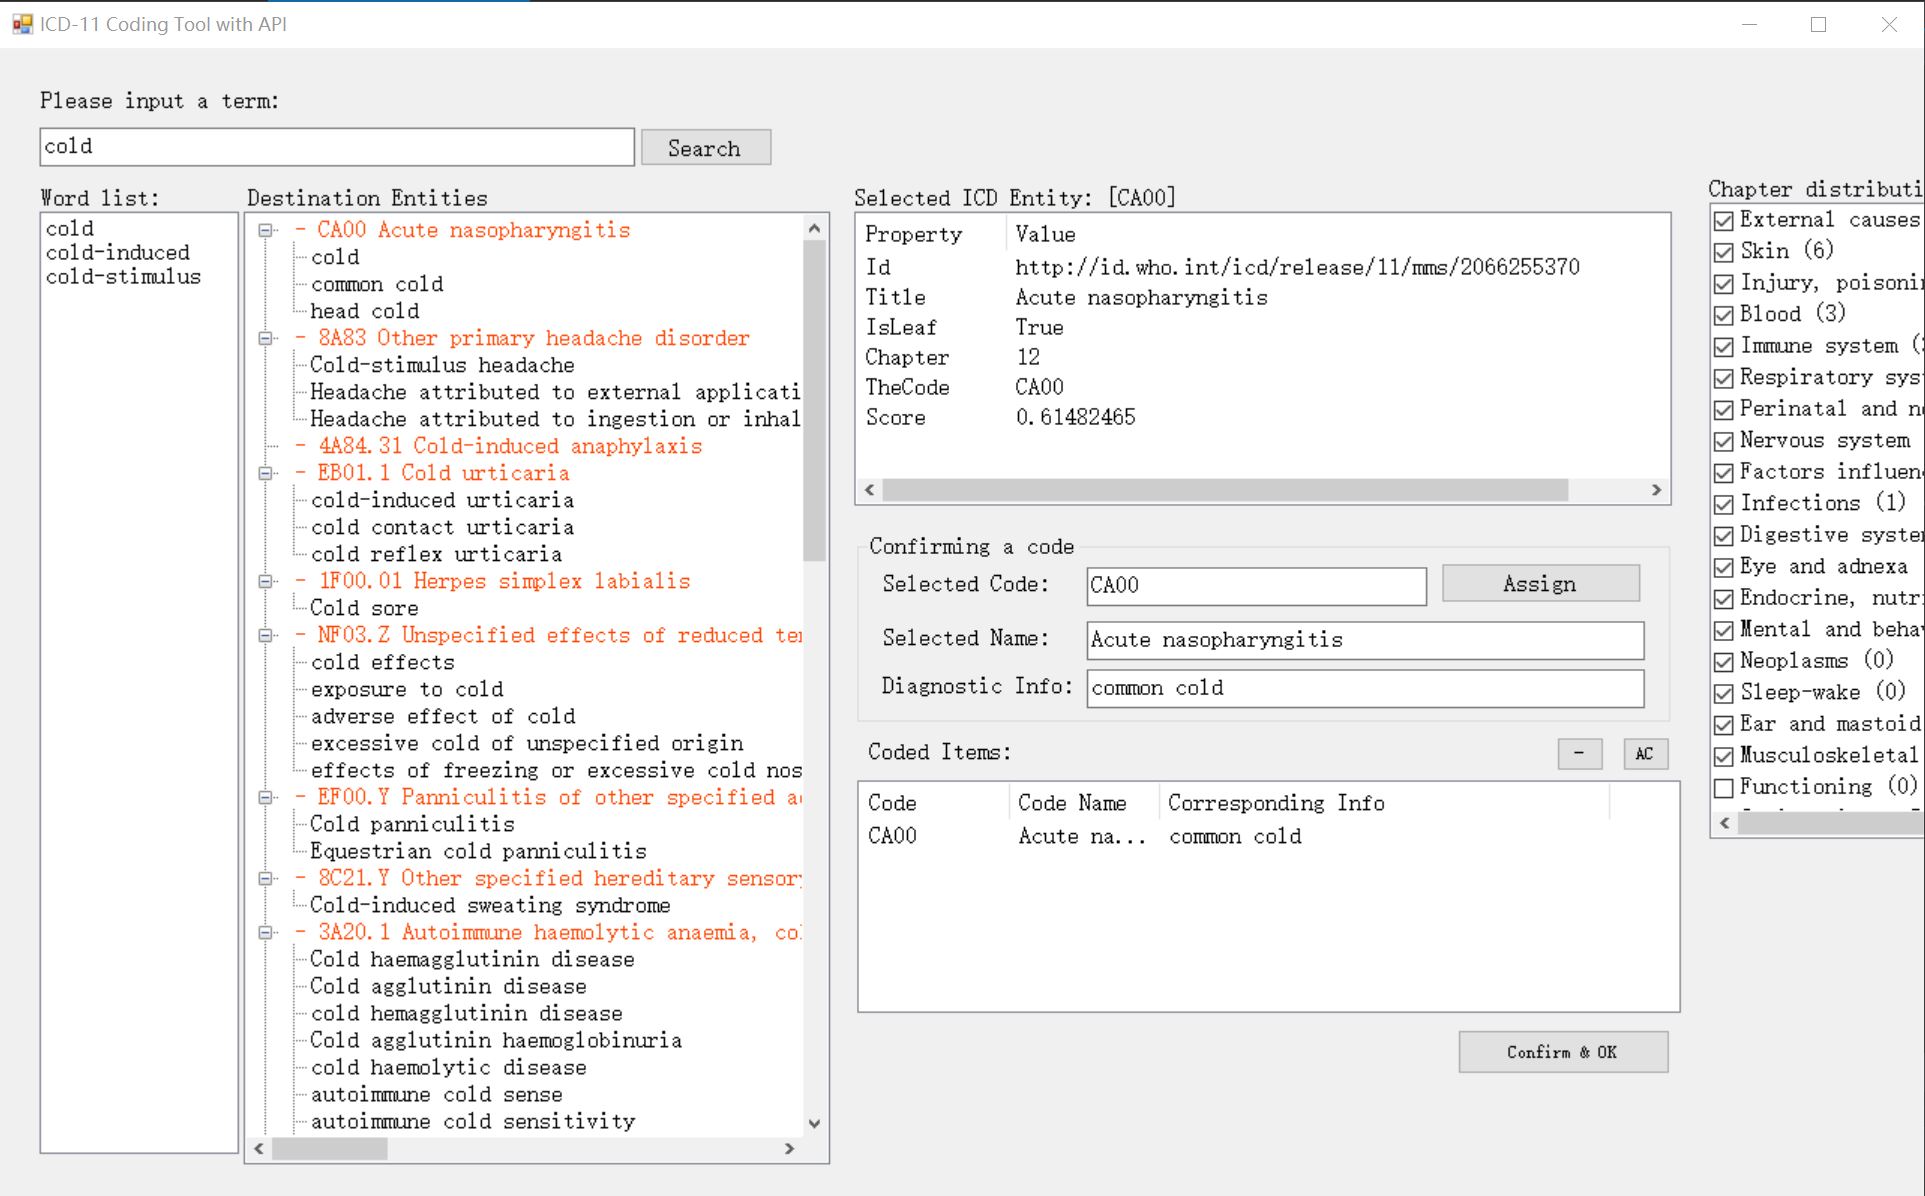 ICD-11 Coding Tool with API
Please input a term:
cold
Search
Word list:
cold
cold-induced
cold-stimulus
Destination Entities
- CA00 Acute nasopharyngitis
cold
common cold
head cold
- 8A83 Other primary headache disorder
Cold-stimulus headache
Headache attributed to external applicati
Headache attributed to ingestion or inhal
- 4A84.31 Cold-induced anaphylaxis
- EB01.1 Cold urticaria
cold-induced urticaria
cold contact urticaria
cold reflex urticaria
- 1F00.01 Herpes simplex labialis
Cold sore
- NF03.Z Unspecified effects of reduced te
cold effects
exposure to cold
adverse effect of cold
excessive cold of unspecified origin
effects of freezing or excessive cold nos
- EF00.Y Panniculitis of other specified a
Cold panniculitis
Equestrian cold panniculitis
- 8C21.Y Other specified hereditary sensor
Cold-induced sweating syndrome
- 3A20.1 Autoimmune haemolytic anaemia, co
Cold haemagglutinin disease
Cold agglutinin disease
cold hemagglutinin disease
Cold agglutinin haemoglobinuria
cold haemolytic disease
autoimmune cold sense
autoimmune cold sensitivity
Selected ICD Entity: [CA00]
Property Value
Id http://id.who.int/icd/release/11/mms/2066255370
Title Acute nasopharyngitis
IsLeaf True
Chapter 12
TheCode CA00
Score 0.61482465
Confirming a code
Selected Code: CA00 Assign
Selected Name: Acute nasopharyngitis
Diagnostic Info: common cold
Coded Items: - AC
Code Code Name Corresponding Info
CA00 Acute na... common cold
Confirm & OK
Chapter distributi
External causes
Skin (6)
Injury, poisoni
Blood (3)
Immune system (
Respiratory sys
Perinatal and n
Nervous system
Factors influen
Infections (1)
Digestive syste
Eye and adnexa
Endocrine, nutr
Mental and beha
Neoplasms (0)
Sleep-wake (0)
Ear and mastoid
Musculoskeletal
Functioning (0)